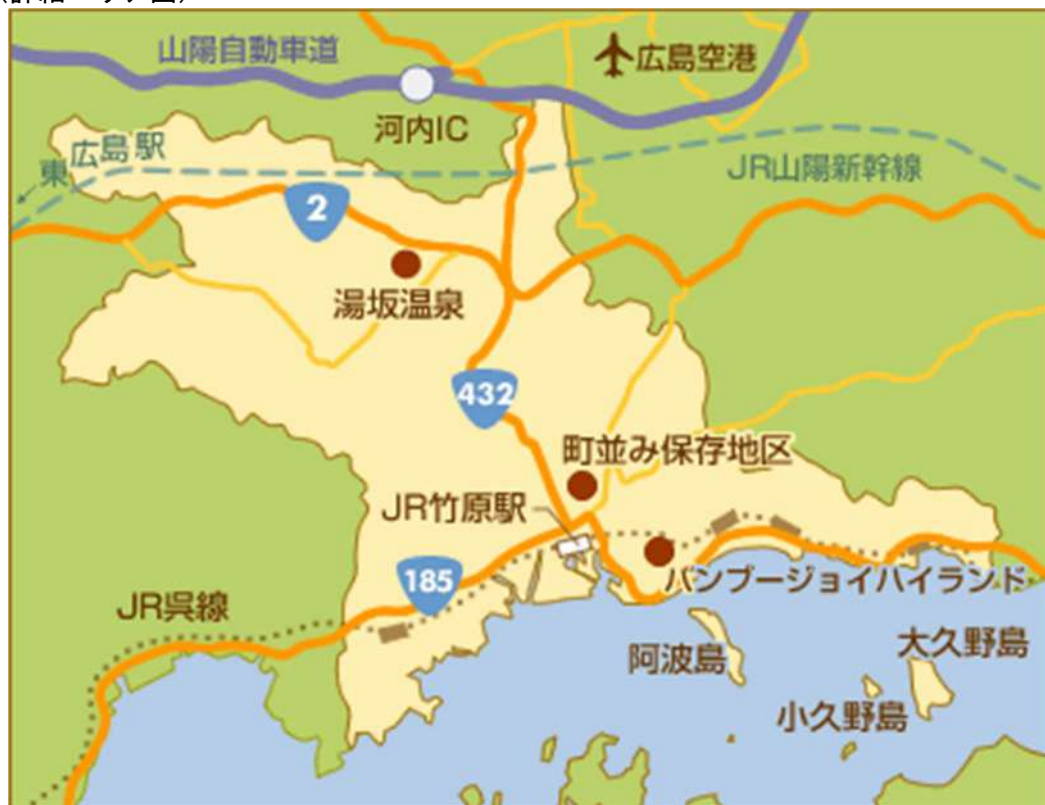 山陽自動車道
広島空港
河内IC
東広島駅
JR山陽新幹線
2
湯坂温泉
432
町並み保存地区
JR竹原駅
185
バンブージョイハイランド
JR呉線
阿波島
大久野島
小久野島